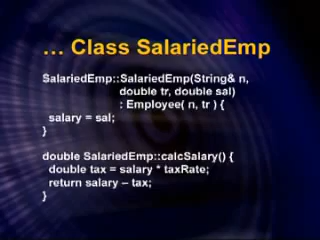 ... Class SalariedEmp
SalariedEmp::SalariedEmp(String& n,
double tr, double sal)
: Employee( n, tr ) {
salary = sal;
}
double SalariedEmp::calcSalary() {
double tax = salary * taxRate;
return salary – tax;
}